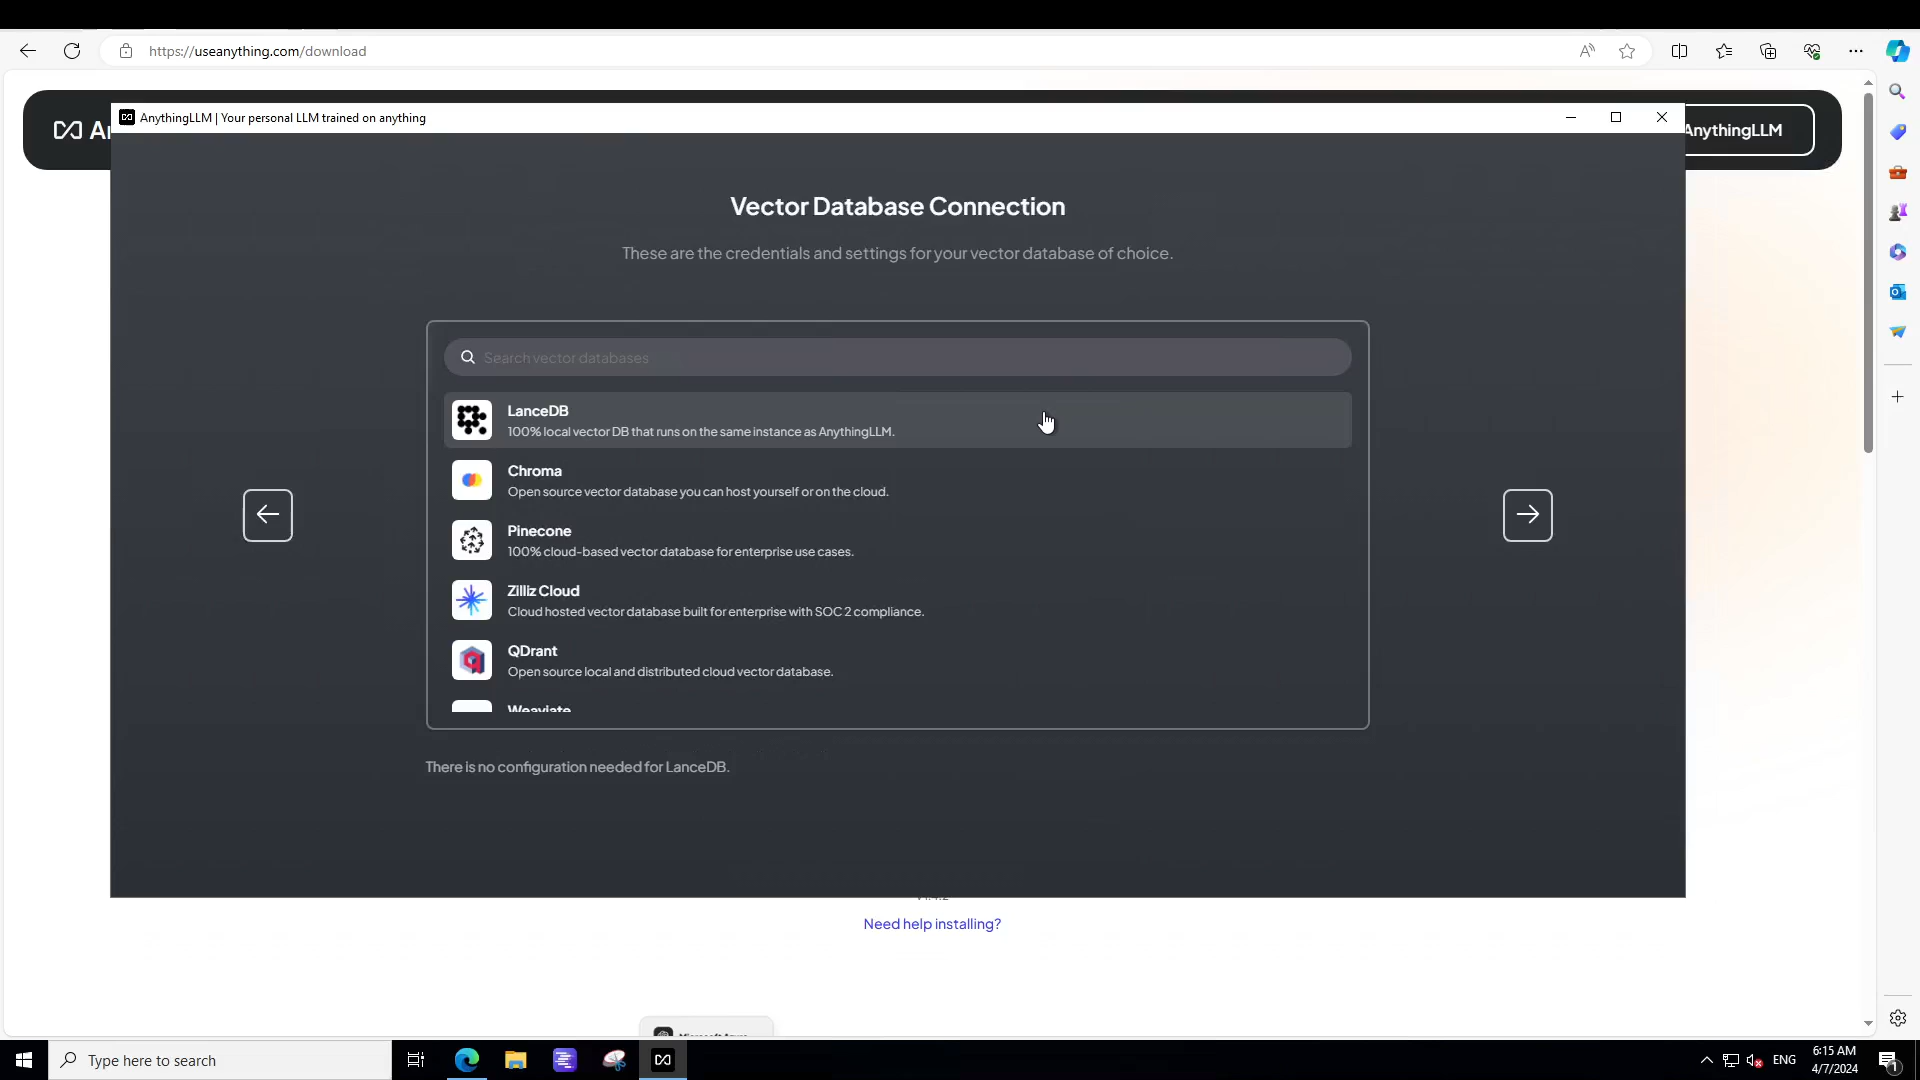 https://useanything.com/download
AnythingLLM | Your personal LLM trained on anything
AnythingLLM
Vector Database Connection
These are the credentials and settings for your vector database of choice.
Search vector databases
LanceDB
100% local vector DB that runs on the same instance as AnythingLLM.
Chroma
Open source vector database you can host yourself or on the cloud.
Pinecone
100% cloud-based vector database for enterprise use cases.
Zilliz Cloud
Cloud hosted vector database built for enterprise with SOC 2 compliance.
QDrant
Open source local and distributed cloud vector database.
Weaviate
There is no configuration needed for LanceDB.
Need help installing?
Type here to search
ENG
6:15 AM
4/7/2024
1